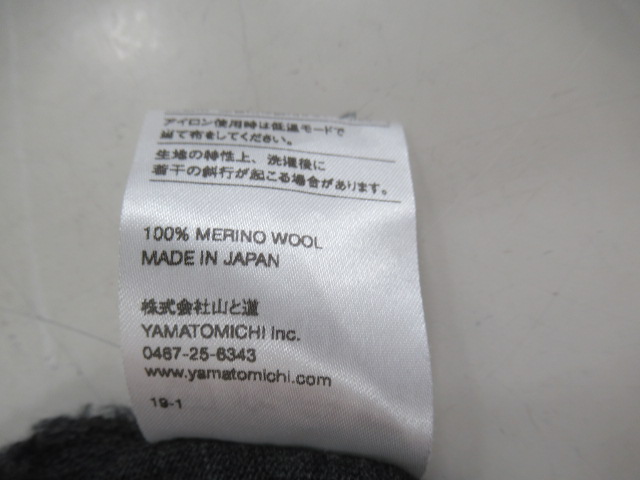 アイロン使用時は低温モードで
当て布をしてください。
生地の特性上、洗濯後に
若干の斜行が起こる場合があります。
100% MERINO WOOL
MADE IN JAPAN
株式会社山と道
YAMATOMICHI Inc.
0467-25-6343
www.yamatomichi.com
19-1